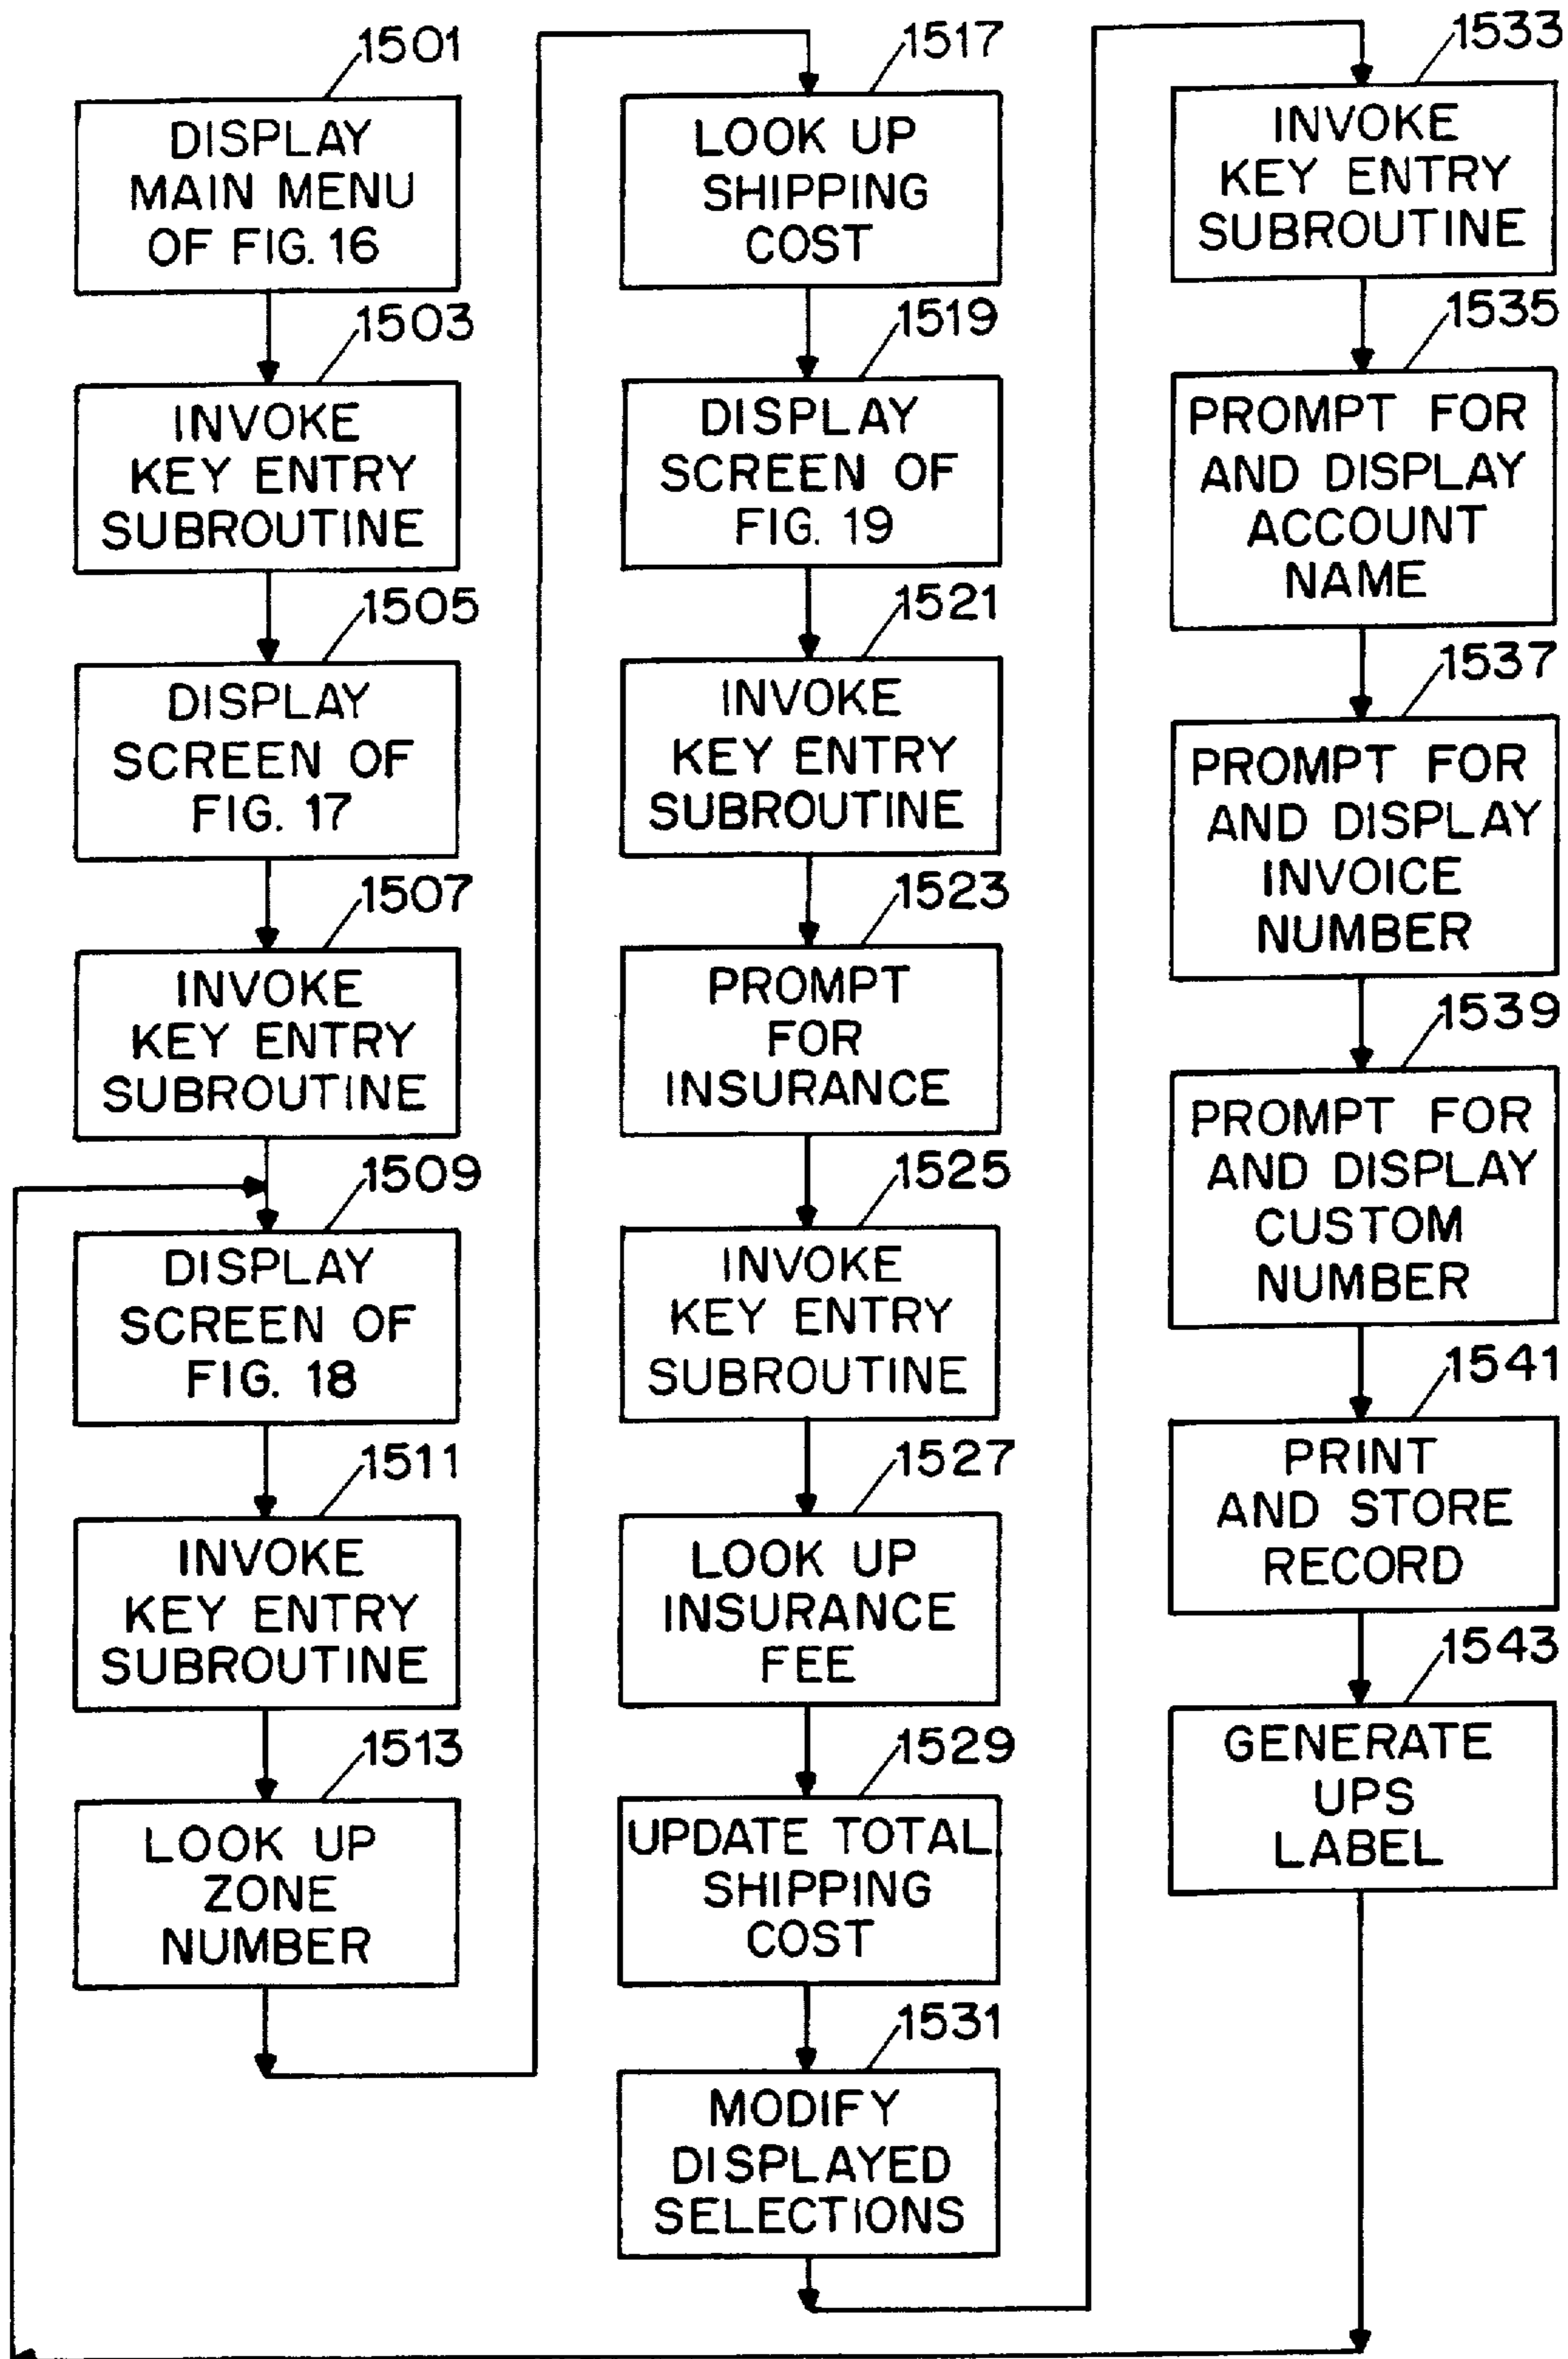 1501
DISPLAY
MAIN MENU
OF FIG. 16
1503
INVOKE
KEY ENTRY
SUBROUTINE
1505
DISPLAY
SCREEN OF
FIG. 17
1507
INVOKE
KEY ENTRY
SUBROUTINE
1509
DISPLAY
SCREEN OF
FIG. 18
1511
INVOKE
KEY ENTRY
SUBROUTINE
1513
LOOK UP
ZONE
NUMBER
1517
LOOK UP
SHIPPING
COST
1519
DISPLAY
SCREEN OF
FIG. 19
1521
INVOKE
KEY ENTRY
SUBROUTINE
1523
PROMPT
FOR
INSURANCE
1525
INVOKE
KEY ENTRY
SUBROUTINE
1527
LOOK UP
INSURANCE
FEE
1529
UPDATE TOTAL
SHIPPING
COST
1531
MODIFY
DISPLAYED
SELECTIONS
1533
INVOKE
KEY ENTRY
SUBROUTINE
1535
PROMPT FOR
AND DISPLAY
ACCOUNT
NAME
1537
PROMPT FOR
AND DISPLAY
INVOICE
NUMBER
1539
PROMPT FOR
AND DISPLAY
CUSTOM
NUMBER
1541
PRINT
AND STORE
RECORD
1543
GENERATE
UPS
LABEL